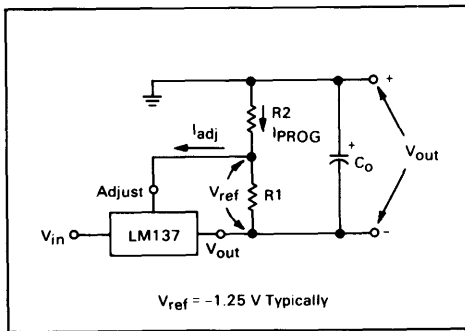 +
R2
IPROG
Iadj
+
Vout
Co
Adjust
Vref
R1
Vin
LM137
Vout
-
Vref = -1.25 V Typically